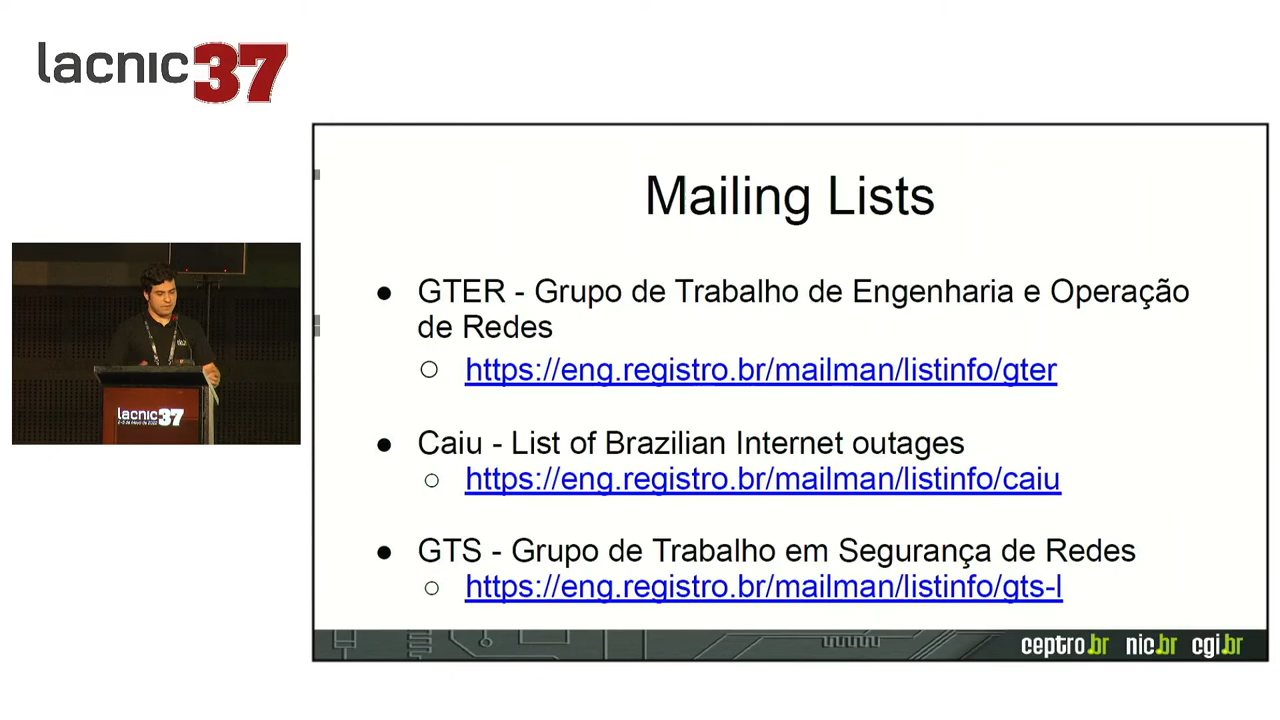 lacnic37
Mailing Lists
● GTER - Grupo de Trabalho de Engenharia e Operação
de Redes
○ https://eng.registro.br/mailman/listinfo/gter
● Caiu - List of Brazilian Internet outages
○ https://eng.registro.br/mailman/listinfo/caiu
● GTS - Grupo de Trabalho em Segurança de Redes
○ https://eng.registro.br/mailman/listinfo/gts-l
lacnic37
ceptro.br nic.br cgi.br